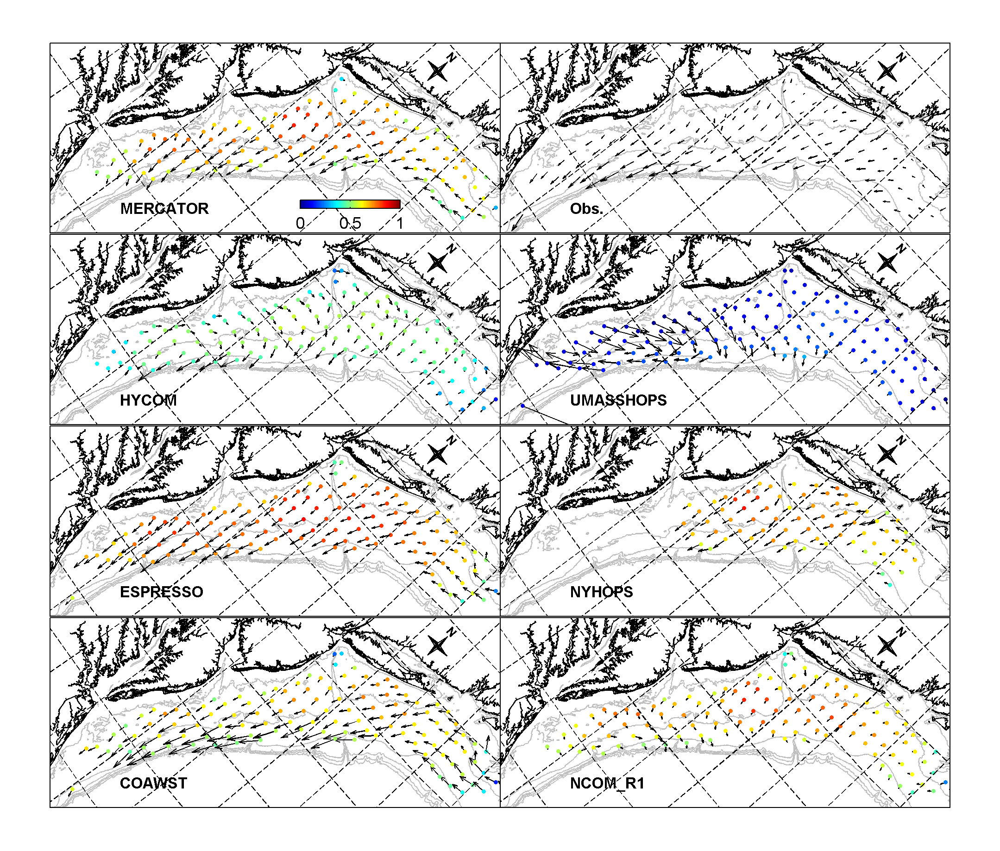 N
N
MERCATOR
0 0.5 1
Obs.
N
N
HYCOM
UMASSHOPS
N
N
ESPRESSO
NYHOPS
N
N
COAWST
NCOM_R1